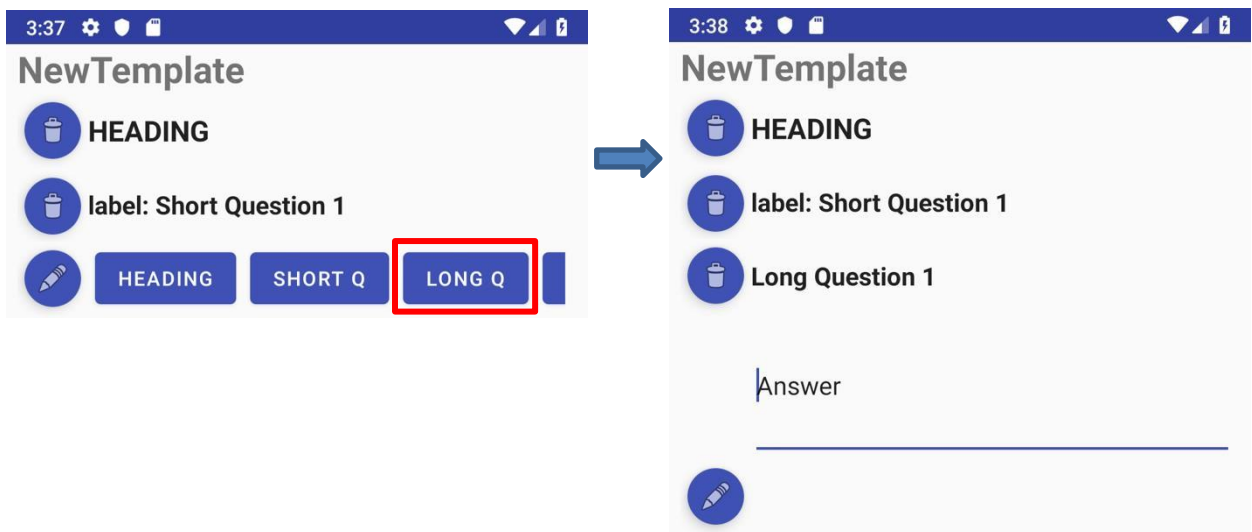 3:37
NewTemplate
HEADING
label: Short Question 1
HEADING SHORT Q LONG Q
3:38
NewTemplate
HEADING
label: Short Question 1
Long Question 1
Answer